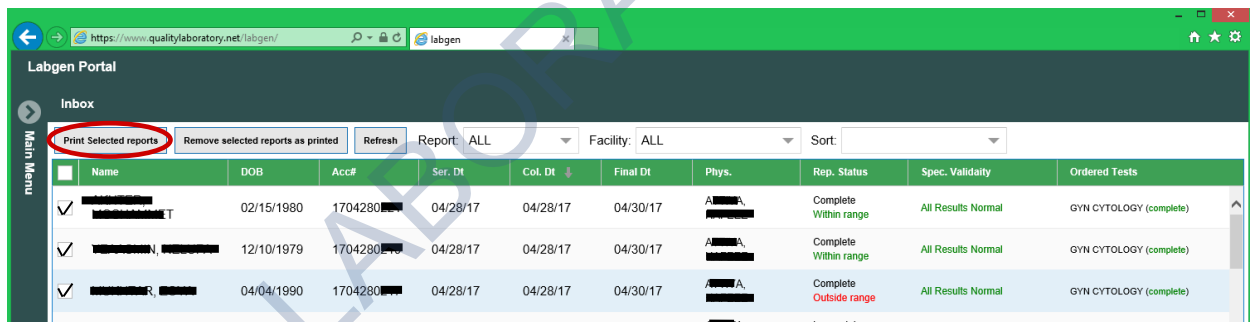 https://www.qualitylaboratory.net/labgen/
labgen
Labgen Portal
Inbox
Main Menu
Print Selected reports Remove selected reports as printed Refresh Report: ALL Facility: ALL Sort:
Name DOB Acc# Ser. Dt Col. Dt Final Dt Phys. Rep. Status Spec. Validaity Ordered Tests
02/15/1980 1704280 04/28/17 04/28/17 04/30/17 Complete
Within range All Results Normal GYN CYTOLOGY (complete)
12/10/1979 1704280 04/28/17 04/28/17 04/30/17 Complete
Within range All Results Normal GYN CYTOLOGY (complete)
04/04/1990 1704280 04/28/17 04/28/17 04/30/17 Complete
Outside range All Results Normal GYN CYTOLOGY (complete)
LABORA